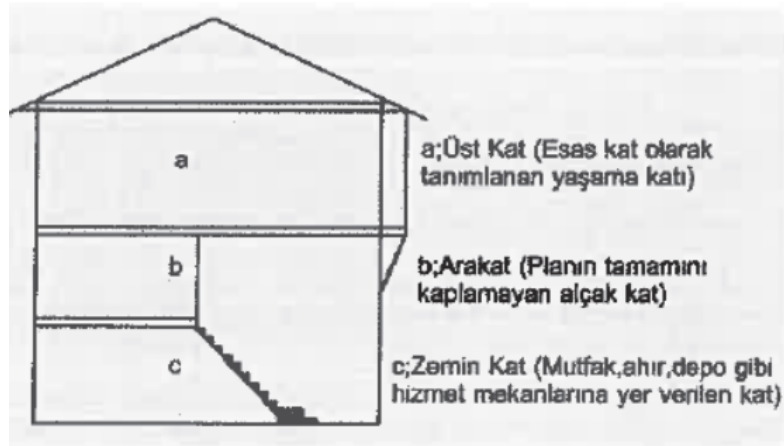 a
a;Üst Kat (Esas kat olarak
tanımlanan yaşama katı)
b
b;Arakat (Planın tamamını
kaplamayan alçak kat)
c
c;Zemin Kat (Mutfak,ahır,depo gibi
hizmet mekanlarına yer verilen kat)